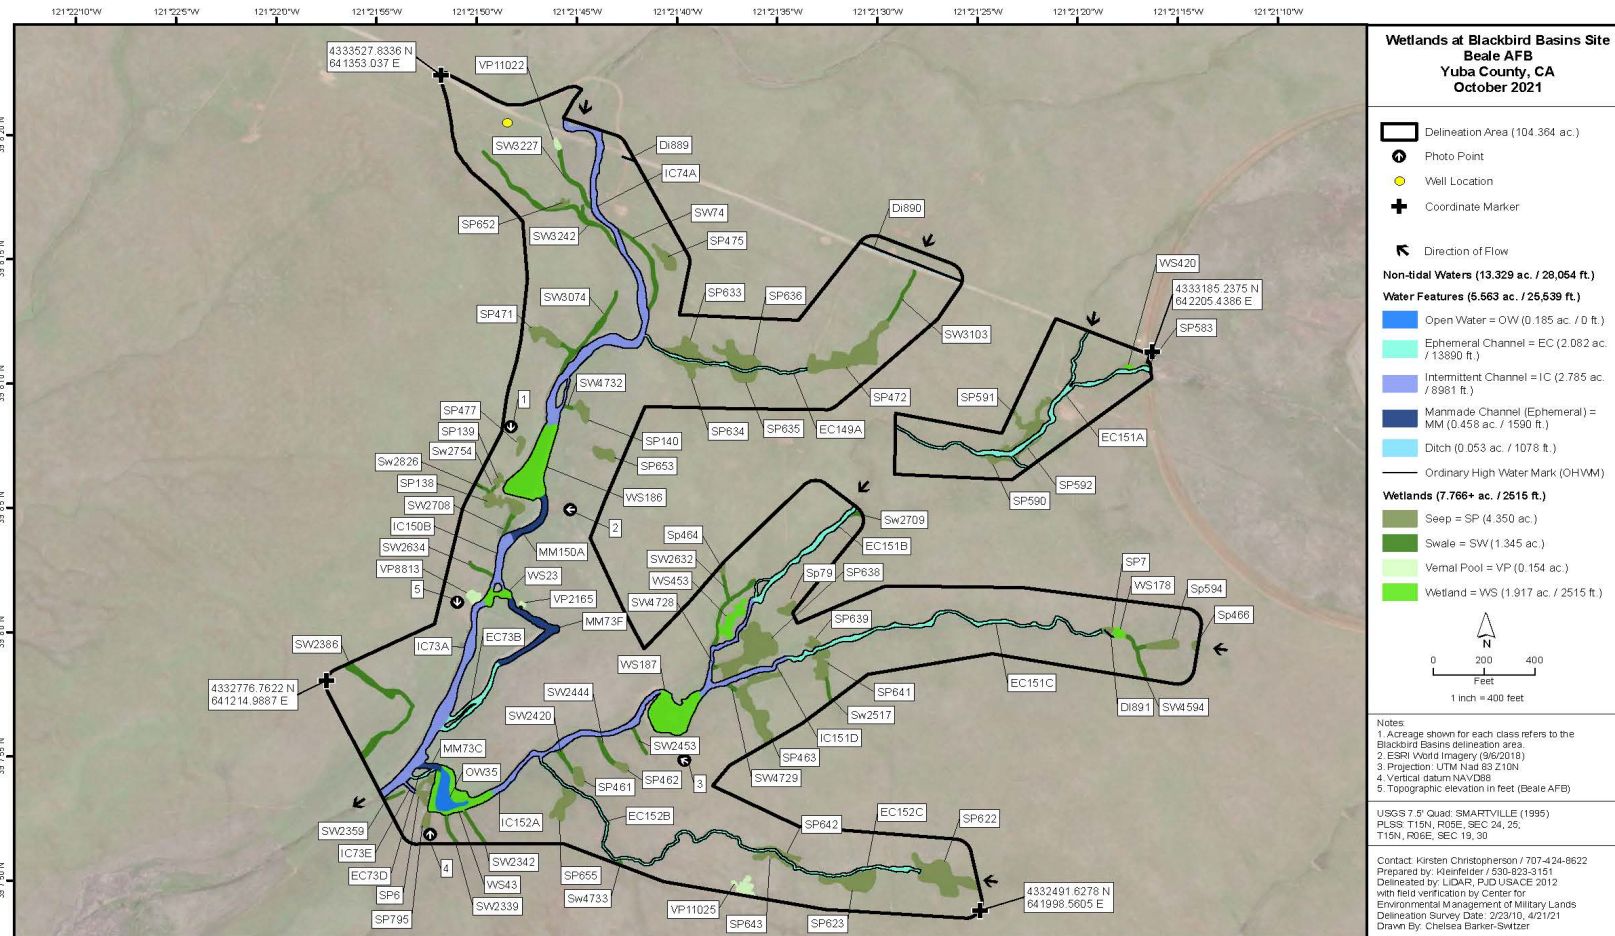 121°22'10"W
121°22'5"W
121°22'0"W
121°21'55"W
121°21'50"W
121°21'45"W
121°21'40"W
121°21'35"W
121°21'30"W
121°21'25"W
121°21'20"W
121°21'15"W
121°21'10"W
4333527.8336 N
641353.037 E
VP11022
SW3227
Di889
IC74A
SW74
SP652
SW3242
SP475
Di890
WS420
4333185.2375 N
642205.4386 E
SP583
SP633
SP636
SW3074
SP471
SW3103
SW4732
1
SP477
SP139
Sw2754
Sw2826
SP138
SW2708
IC150B
SW2634
VP8813
5
SP140
SP653
WS186
2
MM150A
WS23
VP2165
MM73F
SP634
SP635
EC149A
SP472
SP591
EC151A
SP592
SP590
Sp464
SW2632
WS453
SW4728
Sw2709
EC151B
Sp79
SP638
SP639
SP7
WS178
Sp594
Sp466
SW2386
IC73A
EC73B
4332776.7622 N
641214.9887 E
WS187
SW2444
SW2420
SP641
Sw2517
IC151D
SP463
SW4729
EC151C
DI891
SW4594
MM73C
OW35
SW2453
SP462
3
SP461
IC152A
EC152B
SP642
EC152C
SP622
SW2359
IC73E
EC73D
SP6
SP795
4
SW2342
WS43
SW2339
SP655
Sw4733
VP11025
SP643
SP623
4332491.6278 N
641998.5605 E
Wetlands at Blackbird Basins Site
Beale AFB
Yuba County, CA
October 2021
Delineation Area (104.364 ac.)
Photo Point
Well Location
Coordinate Marker
Direction of Flow
Non-tidal Waters (13.329 ac. / 28,054 ft.)
Water Features (5.563 ac. / 25,539 ft.)
Open Water = OW (0.185 ac. / 0 ft.)
Ephemeral Channel = EC (2.082 ac.
/ 13890 ft.)
Intermittent Channel = IC (2.785 ac.
/ 8981 ft.)
Manmade Channel (Ephemeral) =
MM (0.458 ac. / 1590 ft.)
Ditch (0.053 ac. / 1078 ft.)
Ordinary High Water Mark (OHWM)
Wetlands (7.766+ ac. / 2515 ft.)
Seep = SP (4.350 ac.)
Swale = SW (1.345 ac.)
Vernal Pool = VP (0.154 ac.)
Wetland = WS (1.917 ac. / 2515 ft.)
N
0 200 400
Feet
1 inch = 400 feet
Notes:
1. Acreage shown for each class refers to the
Blackbird Basins delineation area.
2. ESRI World Imagery (9/6/2018)
3. Projection: UTM Nad 83 Z10N
4. Vertical datum NAVD88
5. Topographic elevation in feet (Beale AFB)
USGS 7.5' Quad: SMARTVILLE (1995)
PLSS: T15N, R05E, SEC 24, 25;
T15N, R06E, SEC 19, 30
Contact: Kirsten Christopherson / 707-424-8622
Prepared by: Kleinfelder / 530-823-3151
Delineated by: LIDAR, PJD USACE 2012
with field verification by Center for
Environmental Management of Military Lands
Delineation Survey Date: 2/23/10, 4/21/21
Drawn By: Chelsea Barker-Switzer